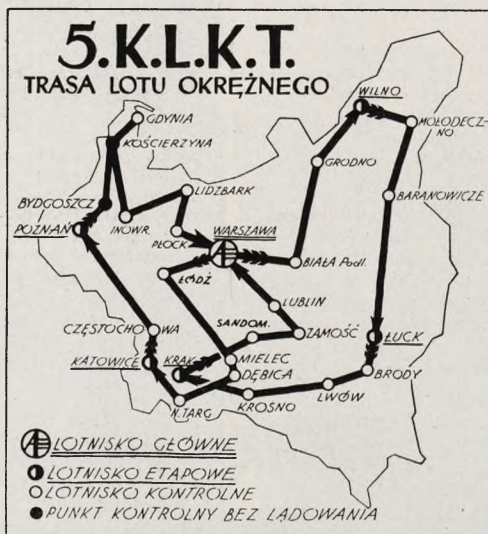 5.K.L.K.T.
TRASA LOTU OKRĘŻNEGO
GDYNIA
KOŚCIERZYNA
WILNO
MOŁODECZ-
NO
GRODNO
LIDZBARK
BARANOWICZE
BYDGOSZCZ
POZNAŃ
INOWR.
PŁOCK
WARSZAWA
BIAŁA Podl.
ŁÓDŹ
LUBLIN
SANDOM.
ZAMOŚĆ
ŁUCK
CZĘSTOCHOWA
KATOWICE
KRAK.
MIELEC
DĘBICA
BRODY
LWÓW
KROSNO
N.TARG
LOTNISKO GŁÓWNE
LOTNISKO ETAPOWE
LOTNISKO KONTROLNE
PUNKT KONTROLNY BEZ LĄDOWANIA